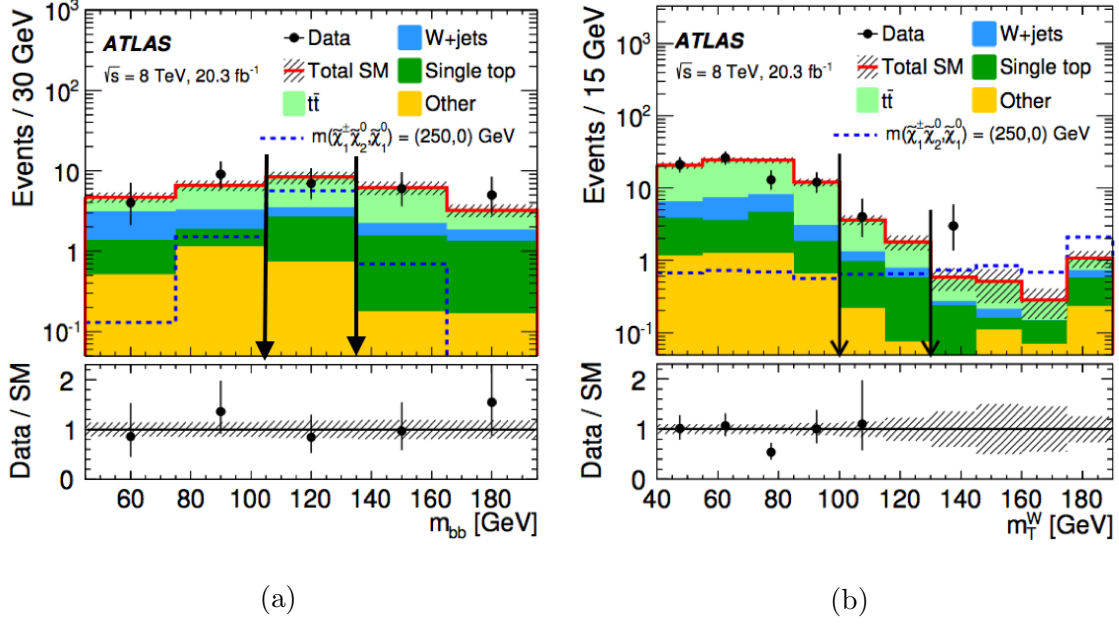 Events / 30 GeV
10³
10²
10
1
10⁻¹
ATLAS
√s = 8 TeV, 20.3 fb⁻¹
Data
Total SM
tt̄
W+jets
Single top
Other
m(χ̃₁±χ̃₂⁰,χ̃₁⁰) = (250,0) GeV
Data / SM
2
1
0
60 80 100 120 140 160 180
m_bb [GeV]
(a)
Events / 15 GeV
10³
10²
10
1
10⁻¹
ATLAS
√s = 8 TeV, 20.3 fb⁻¹
Data
Total SM
tt̄
W+jets
Single top
Other
m(χ̃₁±χ̃₂⁰,χ̃₁⁰) = (250,0) GeV
Data / SM
2
1
0
40 60 80 100 120 140 160 180
m_T^W [GeV]
(b)